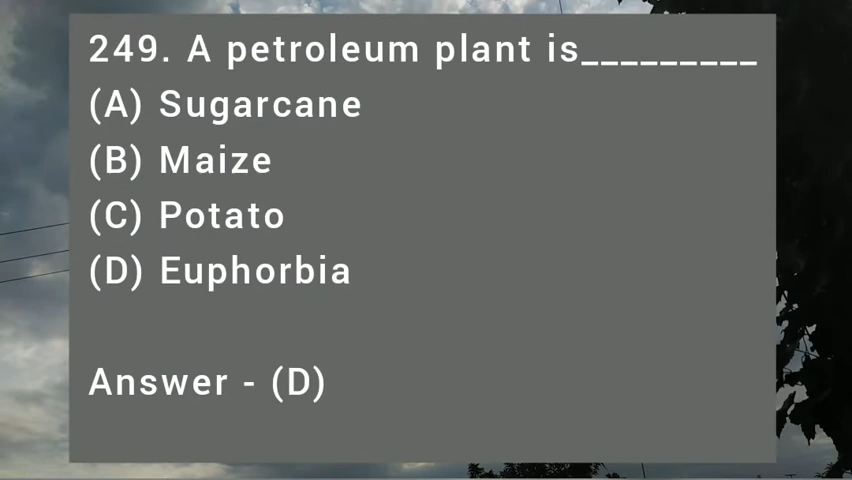 249. A petroleum plant is_________
(A) Sugarcane
(B) Maize
(C) Potato
(D) Euphorbia
Answer - (D)